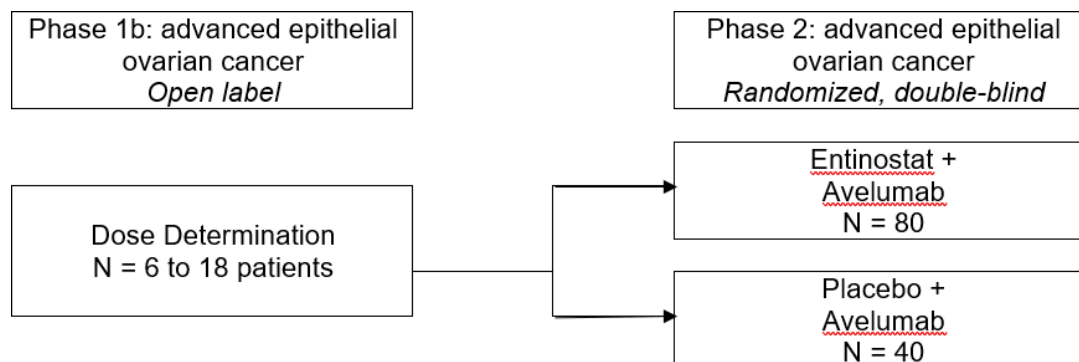 Phase 1b: advanced epithelial
ovarian cancer
Open label
Phase 2: advanced epithelial
ovarian cancer
Randomized, double-blind
Dose Determination
N = 6 to 18 patients
Entinostat +
Avelumab
N = 80
Placebo +
Avelumab
N = 40